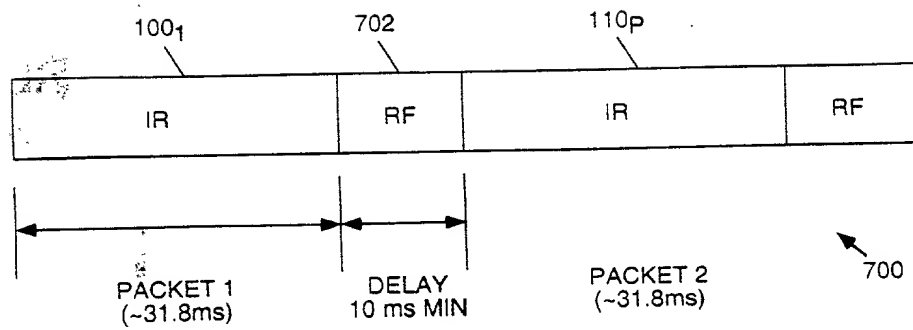 100₁ 702 110P
IR RF IR RF
700
PACKET 1 DELAY PACKET 2
(~31.8ms) 10 ms MIN (~31.8ms)